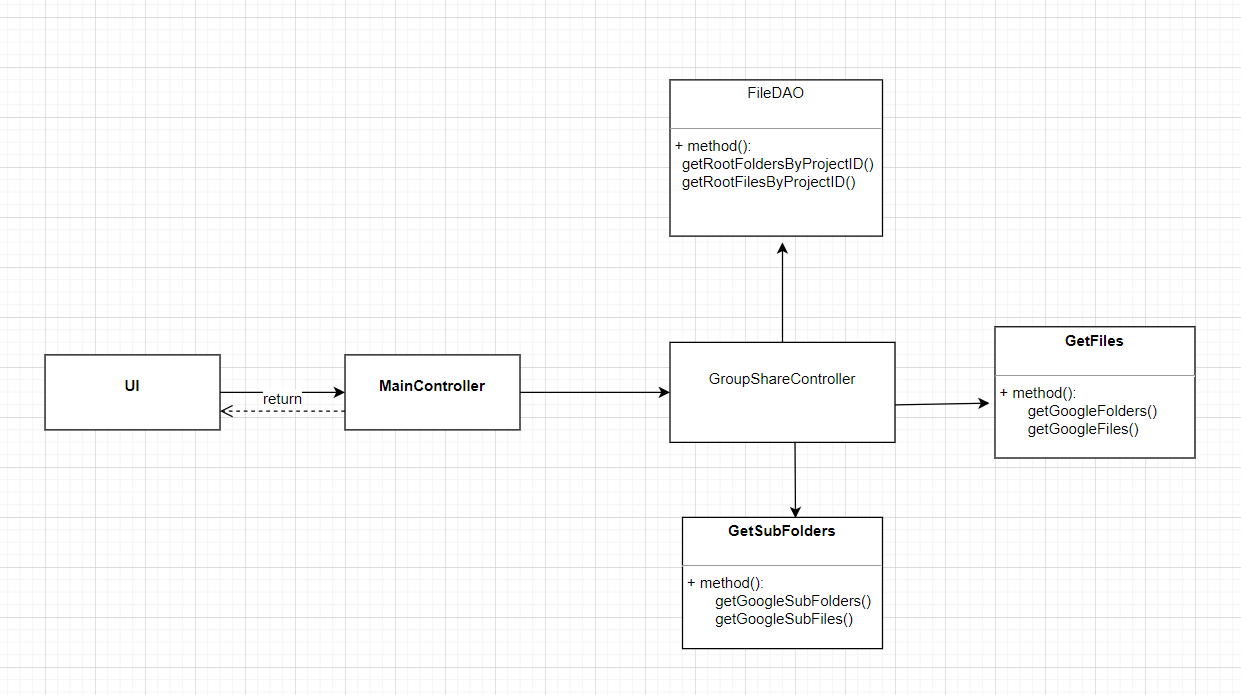 FileDAO
+ method():
getRootFoldersByProjectID()
getRootFilesByProjectID()
UI
return
MainController
GroupShareController
GetFiles
+ method():
getGoogleFolders()
getGoogleFiles()
GetSubFolders
+ method():
getGoogleSubFolders()
getGoogleSubFiles()